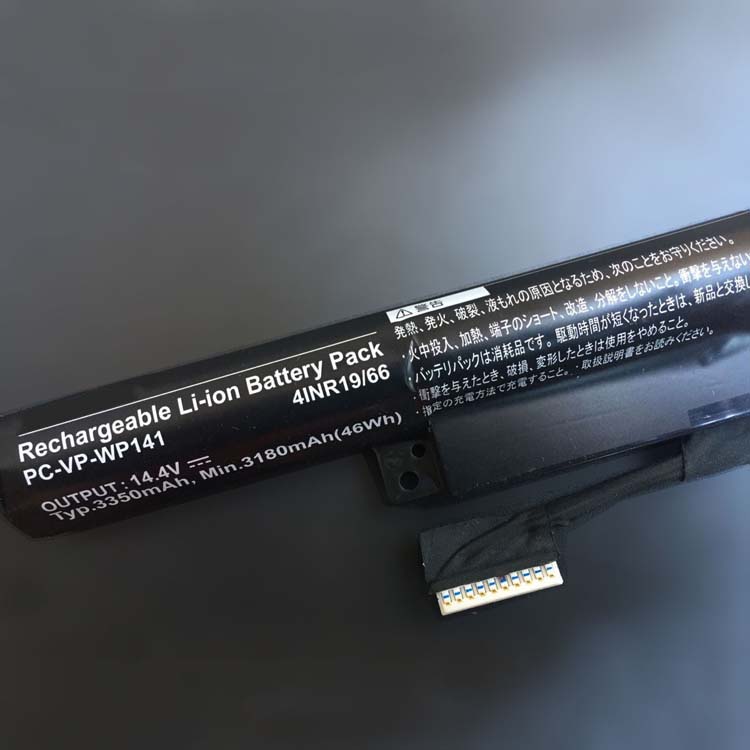 Rechargeable Li-ion Battery Pack
PC-VP-WP141
4INR19/66
OUTPUT : 14.4V ⎓
Typ.3350mAh, Min.3180mAh(46Wh)
⚠ 警告
発熱、発火、破裂、液もれの原因となるため、次のことをお守りください。
・火中投入、加熱、端子のショート、改造、分解をしないこと。衝撃を与えない
・バッテリパックは消耗品です。駆動時間が短くなったときは、新品と交換し
衝撃を与えたとき、破損、変形したときは使用をやめること。
・指定の充電方法で充電すること。・取扱説明書をお読みください。